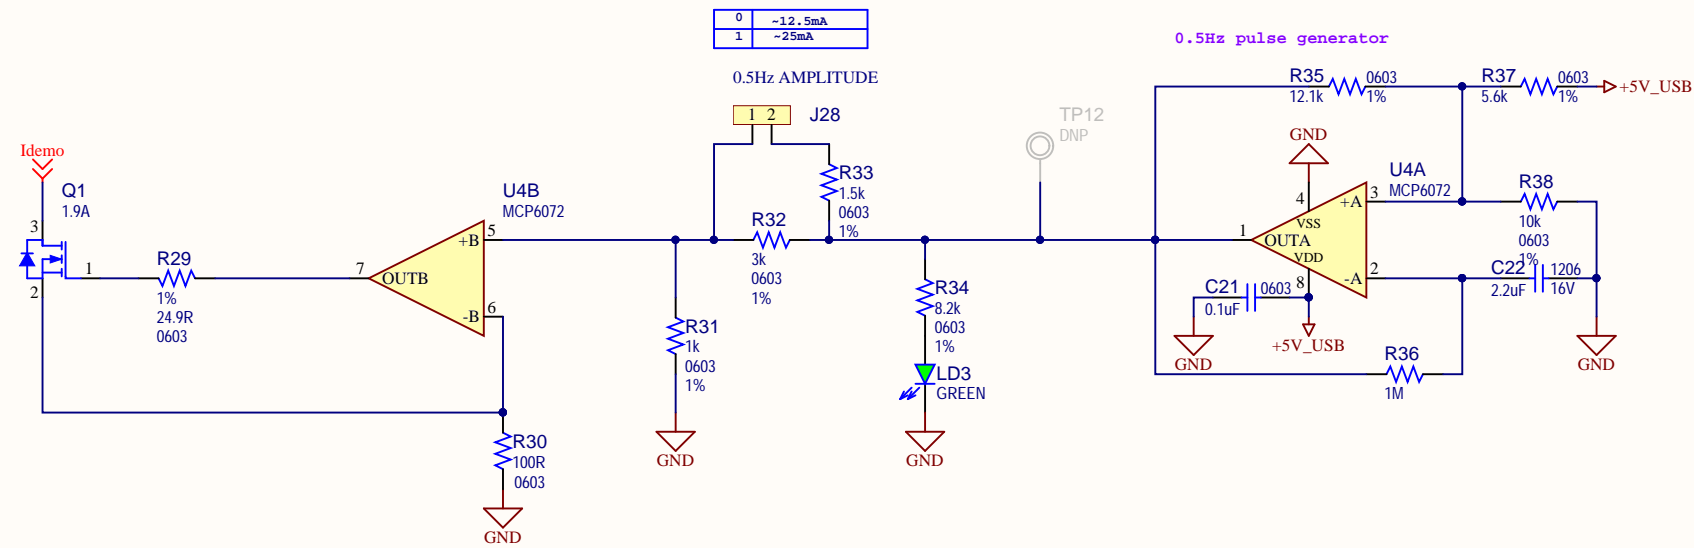 0 ~12.5mA
1 ~25mA
0.5Hz pulse generator
0.5Hz AMPLITUDE
1 2
J28
TP12
DNP
R35
12.1k
0603
1%
R37
5.6k
0603
1%
+5V_USB
GND
Idemo
Q1
1.9A
3
1
2
R29
1%
24.9R
0603
U4B
MCP6072
5
+B
7
OUTB
6
-B
R30
100R
0603
GND
R31
1k
0603
1%
GND
R32
3k
0603
1%
R33
1.5k
0603
1%
R34
8.2k
0603
1%
LD3
GREEN
GND
U4A
MCP6072
4
VSS
3
+A
1
OUTA
VDD
8
2
-A
C21
0603
0.1uF
GND
+5V_USB
R38
10k
0603
1%
C22
2.2uF
1206
16V
GND
R36
1M